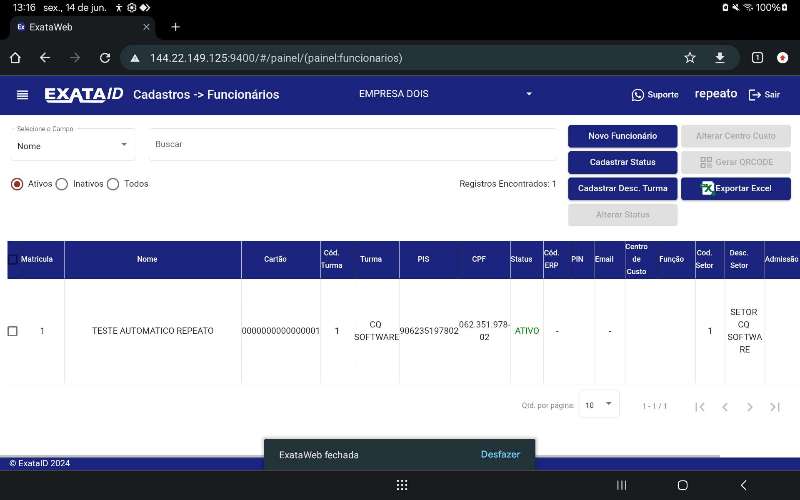 13:16 sex., 14 de jun. 100%
ExataWeb
144.22.149.125:9400/#/painel/(painel:funcionarios) 1
EXATAID Cadastros -> Funcionários EMPRESA DOIS Suporte repeato Sair
Selecione o Campo
Nome
Buscar
Novo Funcionário Alterar Centro Custo
Cadastrar Status Gerar QRCODE
Ativos Inativos Todos Registros Encontrados: 1 Cadastrar Desc. Turma Exportar Excel
Alterar Status
Matricula Nome Cartão Cód. Turma Turma PIS CPF Status Cód. ERP PIN Email Centro de Custo Função Cod. Setor Desc. Setor Admissão
1 TESTE AUTOMATICO REPEATO 0000000000000001 1 CQ SOFTWARE 906235197802 062.351.978-02 ATIVO - - 1 SETOR CQ SOFTWA RE
Qtd. por página: 10 1 - 1 / 1
ExataWeb fechada Desfazer
© ExataID 2024